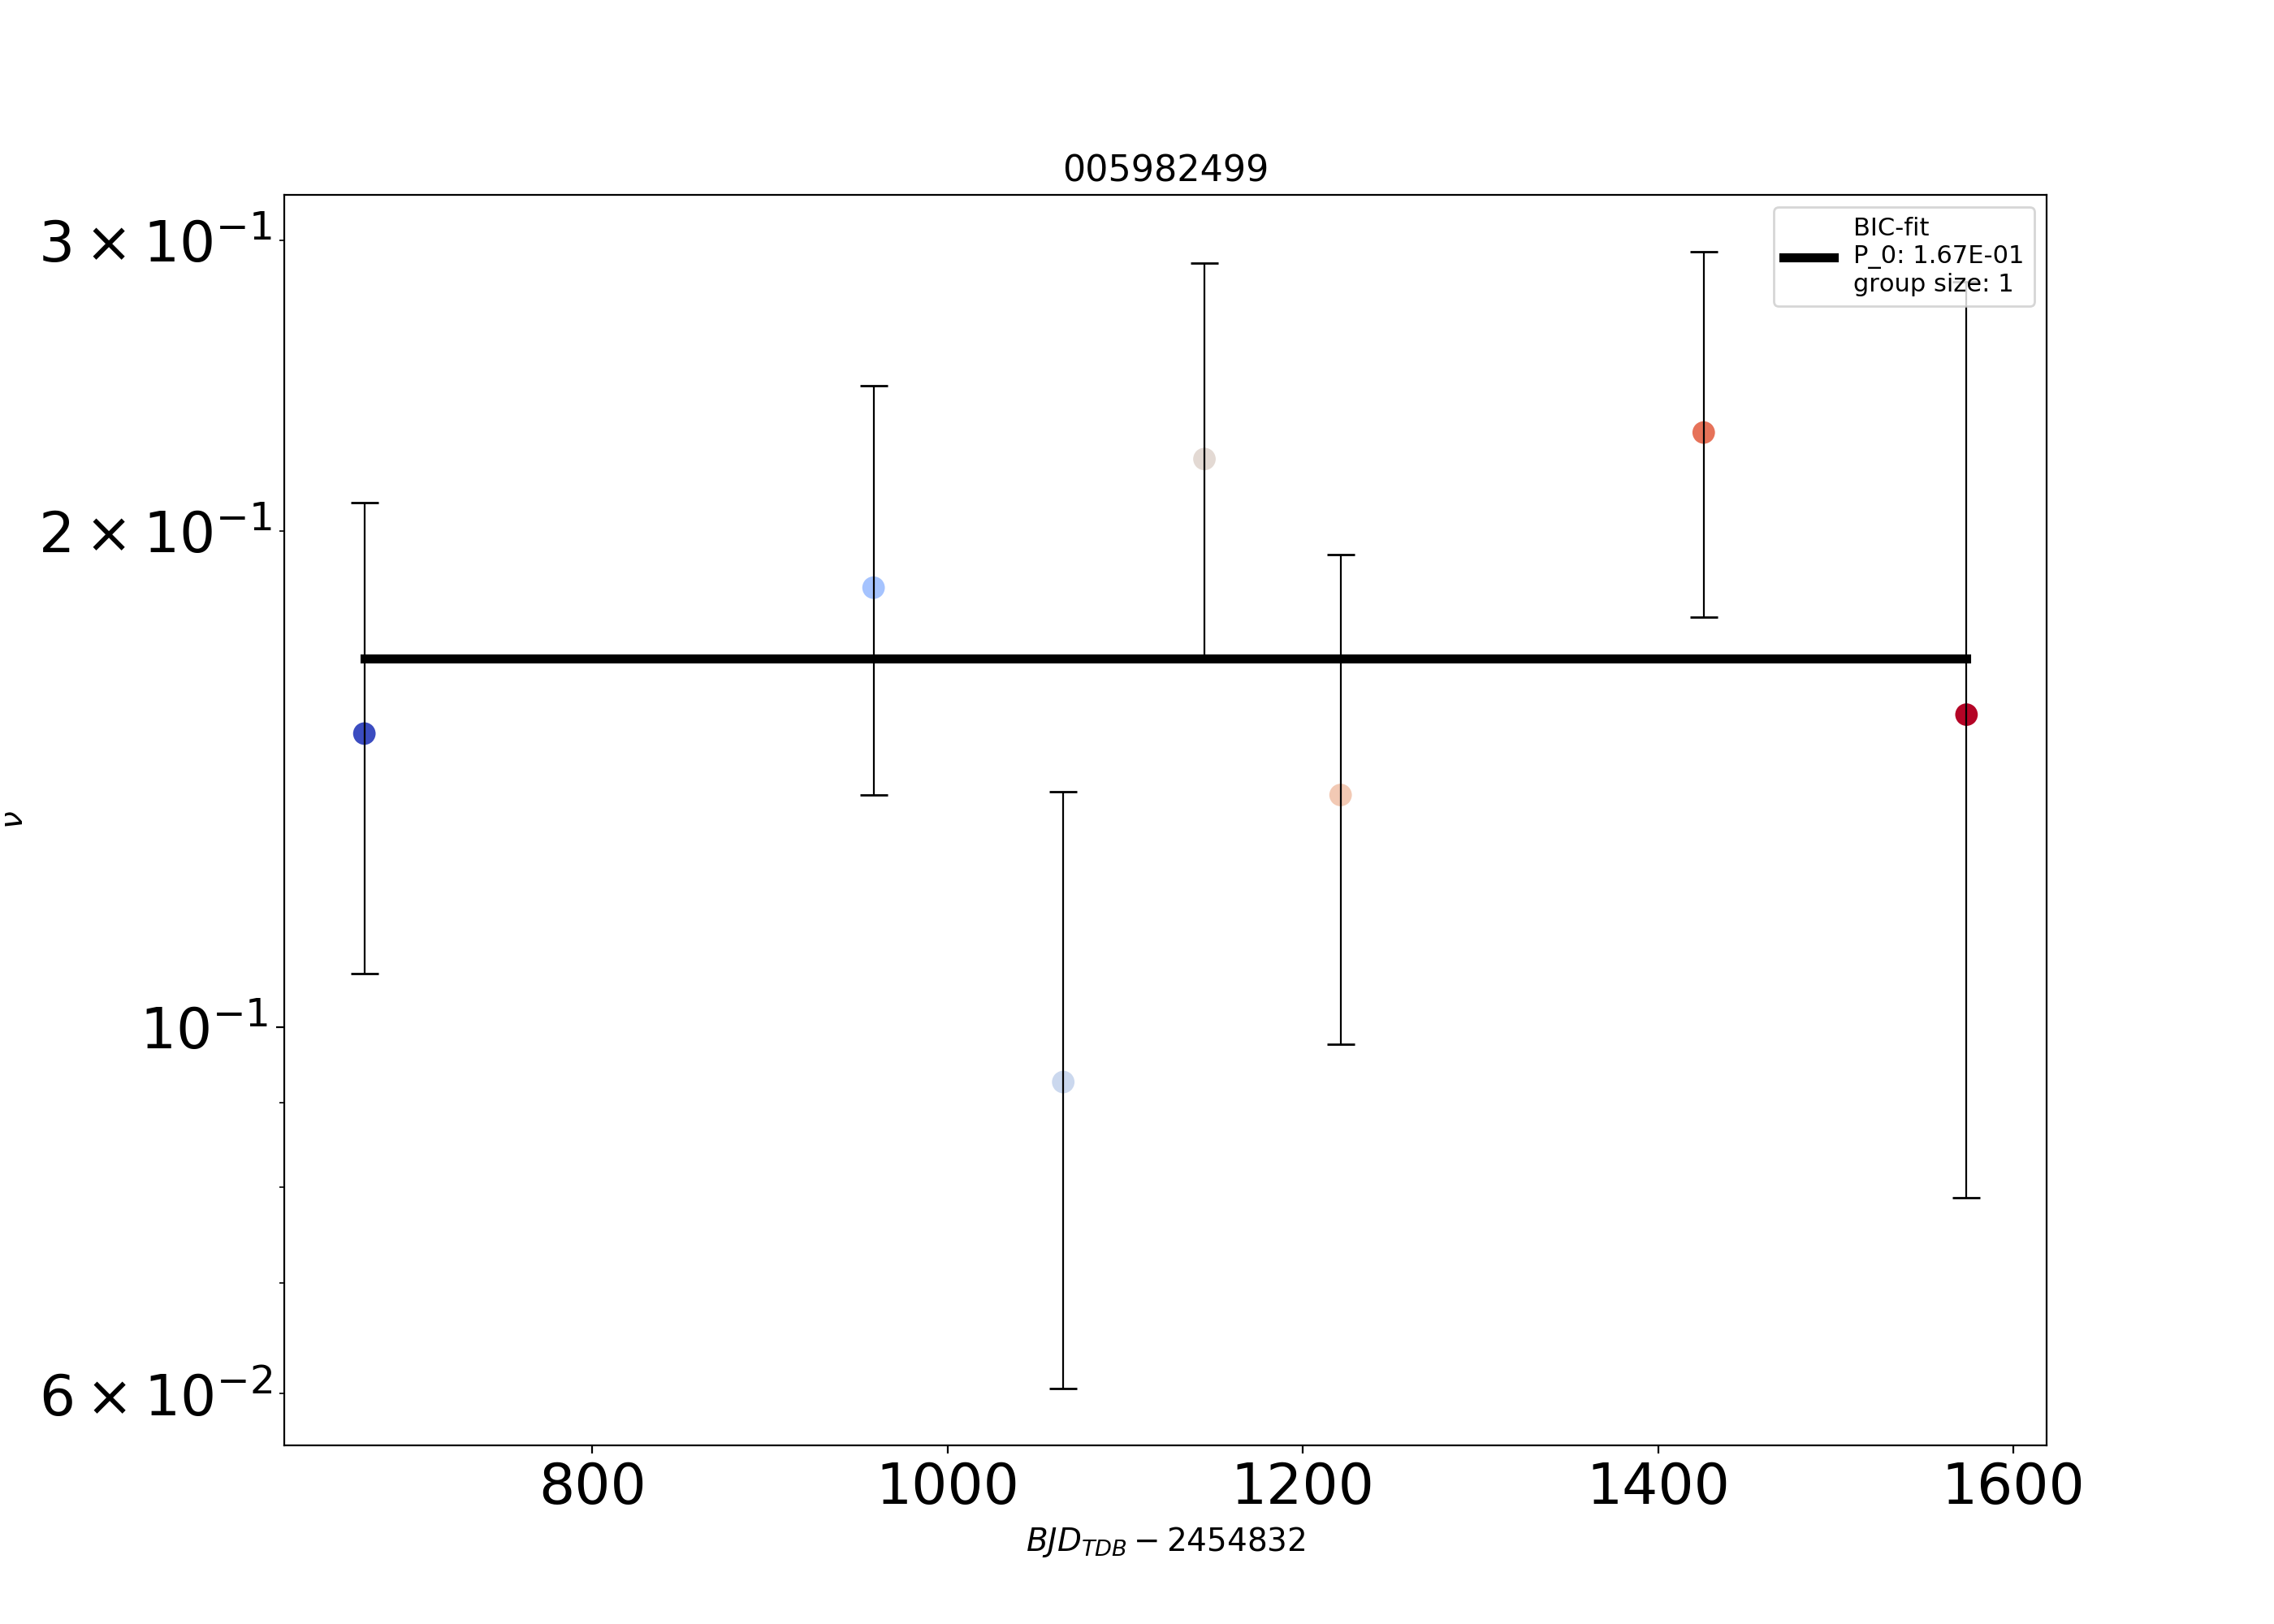 005982499
3 × 10⁻¹
2 × 10⁻¹
10⁻¹
6 × 10⁻²
ν
BIC-fit
P_0: 1.67E-01
group size: 1
800 1000 1200 1400 1600
BJD_TDB − 2454832